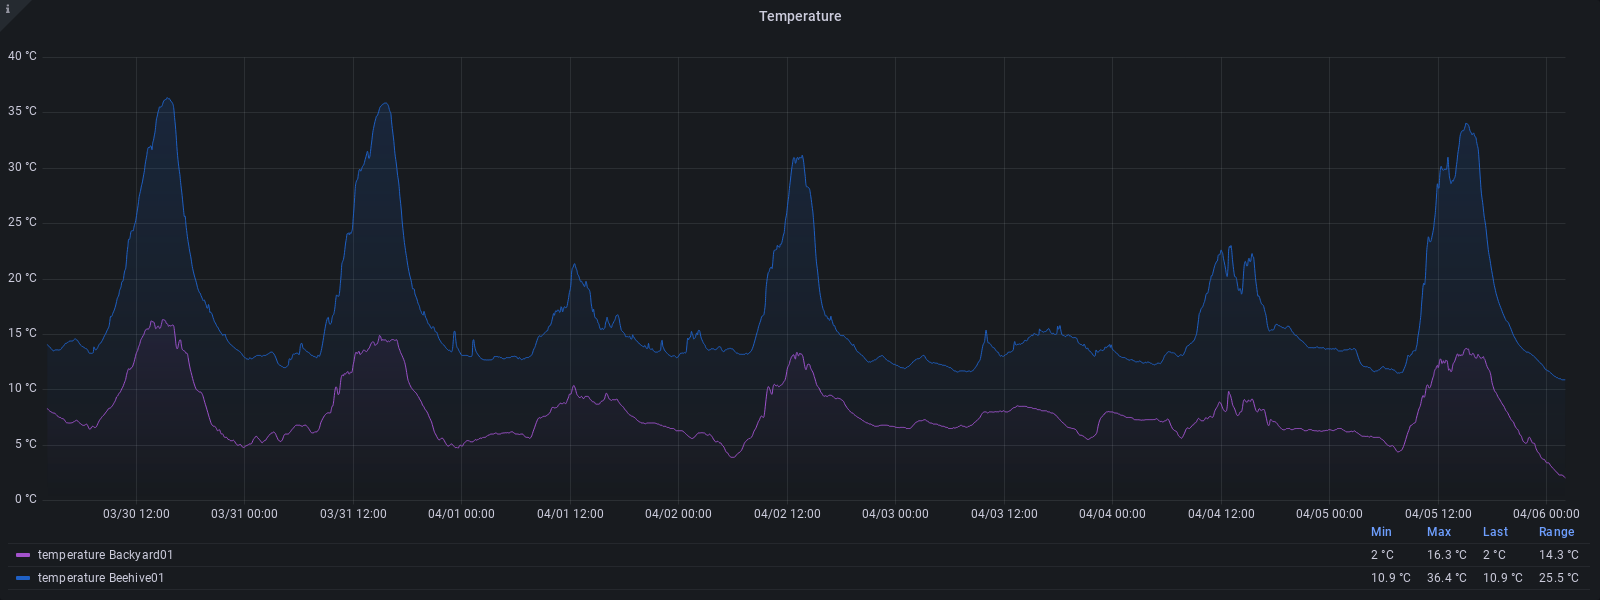 i
Temperature
40 °C
35 °C
30 °C
25 °C
20 °C
15 °C
10 °C
5 °C
0 °C
03/30 12:00 03/31 00:00 03/31 12:00 04/01 00:00 04/01 12:00 04/02 00:00 04/02 12:00 04/03 00:00 04/03 12:00 04/04 00:00 04/04 12:00 04/05 00:00 04/05 12:00 04/06 00:00
Min Max Last Range
temperature Backyard01 2 °C 16.3 °C 2 °C 14.3 °C
temperature Beehive01 10.9 °C 36.4 °C 10.9 °C 25.5 °C